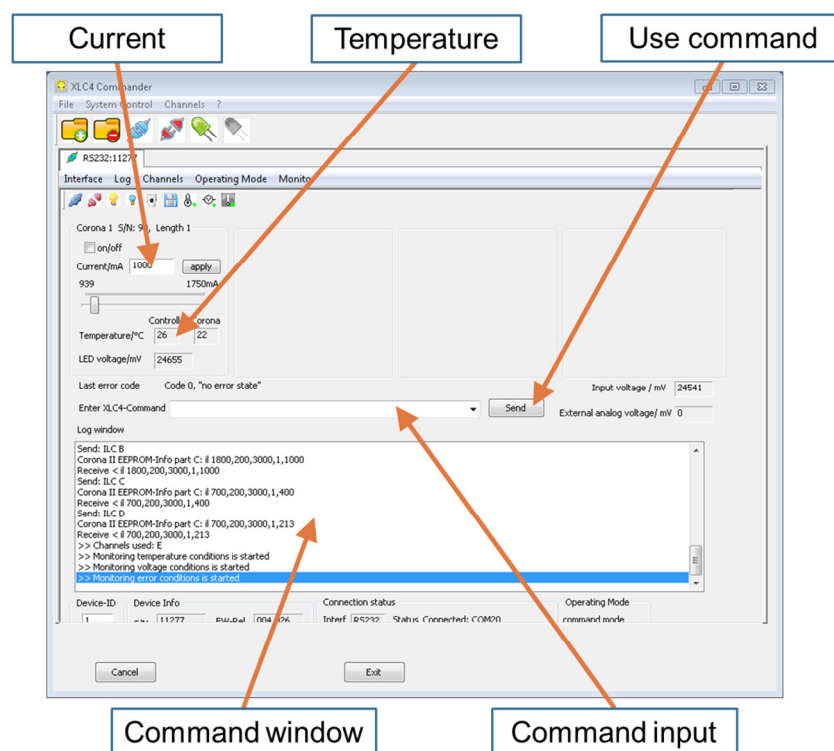 Current
Temperature
Use command
XLC4 Commander
File System Control Channels ?
RS232:11277
Interface Log Channels Operating Mode Monitor
Corona 1 S/N: Length 1
on/off
Current/mA 1000 apply
939 1750mA
Controller Corona
Temperature/°C 26 22
LED voltage/mV 24655
Last error code Code 0, "no error state"
Input voltage / mV 24541
Enter XLC4-Command Send
External analog voltage/ mV 0
Log window
Send: ILC B
Corona II EEPROM-Info part C: il 1800,200,3000,1,1000
Receive < il 1800,200,3000,1,1000
Send: ILC C
Corona II EEPROM-Info part C: il 700,200,3000,1,400
Receive < il 700,200,3000,1,400
Send: ILC D
Corona II EEPROM-Info part C: il 700,200,3000,1,213
Receive < il 700,200,3000,1,213
>> Channels used: E
>> Monitoring temperature conditions is started
>> Monitoring voltage conditions is started
>> Monitoring error conditions is started
Device-ID Device Info Connection status Operating Mode
1 S/N 11277 FW-Rel Interf RS232 Status Connected: COM20 command mode
Cancel Exit
Command window
Command input